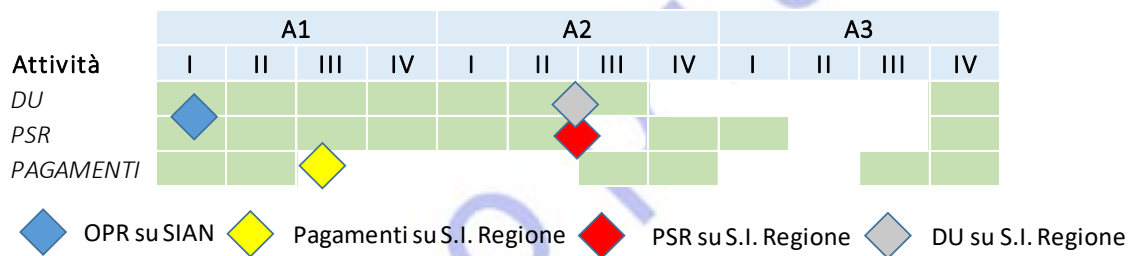 A1 A2 A3
Attività I II III IV I II III IV I II III IV
DU
PSR
PAGAMENTI
OPR su SIAN Pagamenti su S.I. Regione PSR su S.I. Regione DU su S.I. Regione